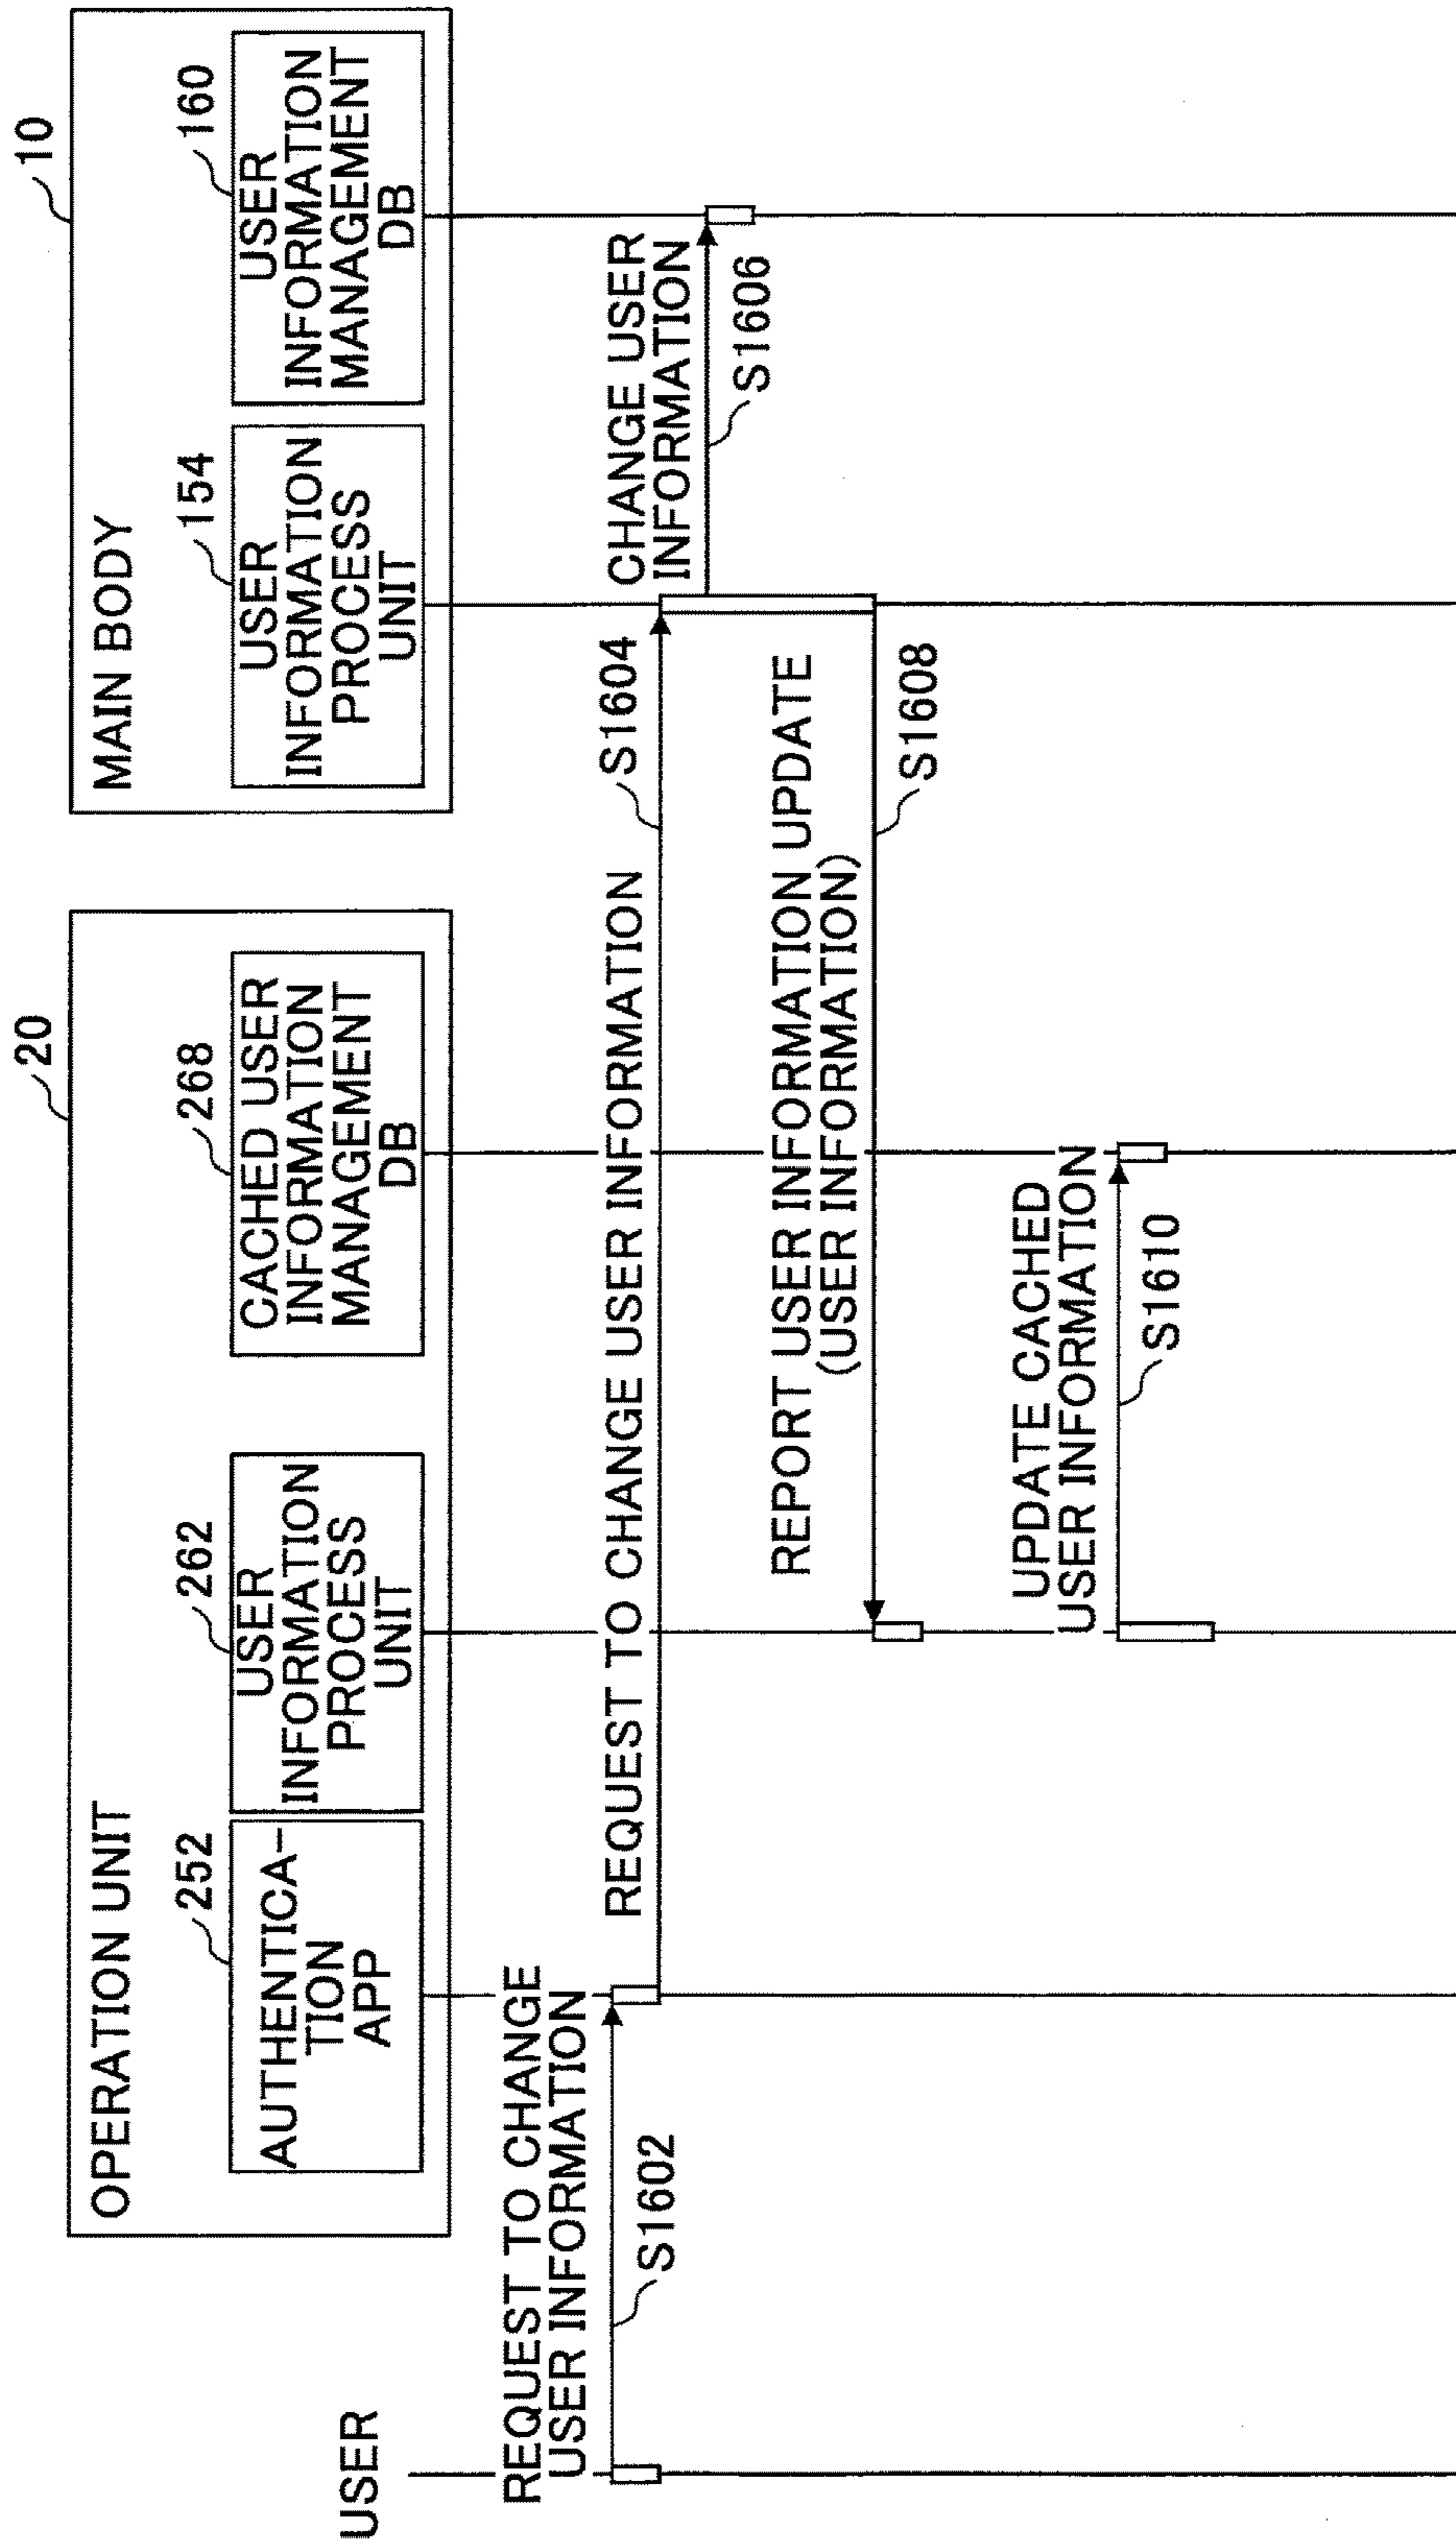 USER
OPERATION UNIT
20
252
AUTHENTICA-
TION
APP
262
USER
INFORMATION
PROCESS
UNIT
268
CACHED USER
INFORMATION
MANAGEMENT
DB
MAIN BODY
10
154
USER
INFORMATION
PROCESS
UNIT
160
USER
INFORMATION
MANAGEMENT
DB
REQUEST TO CHANGE
USER INFORMATION
S1602
REQUEST TO CHANGE USER INFORMATION
S1604
CHANGE USER
INFORMATION
S1606
REPORT USER INFORMATION UPDATE
(USER INFORMATION)
S1608
UPDATE CACHED
USER INFORMATION
S1610